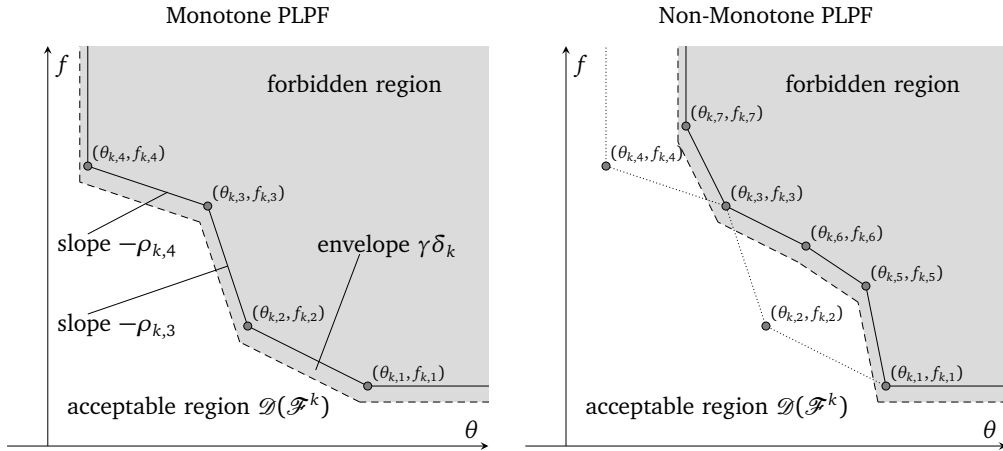 Monotone PLPF
f
forbidden region
(θ_{k,4}, f_{k,4})
(θ_{k,3}, f_{k,3})
slope −ρ_{k,4}
envelope γδ_k
slope −ρ_{k,3}
(θ_{k,2}, f_{k,2})
(θ_{k,1}, f_{k,1})
acceptable region 𝒟(ℱ^k)
θ
Non-Monotone PLPF
f
forbidden region
(θ_{k,7}, f_{k,7})
(θ_{k,4}, f_{k,4})
(θ_{k,3}, f_{k,3})
(θ_{k,6}, f_{k,6})
(θ_{k,5}, f_{k,5})
(θ_{k,2}, f_{k,2})
(θ_{k,1}, f_{k,1})
acceptable region 𝒟(ℱ^k)
θ